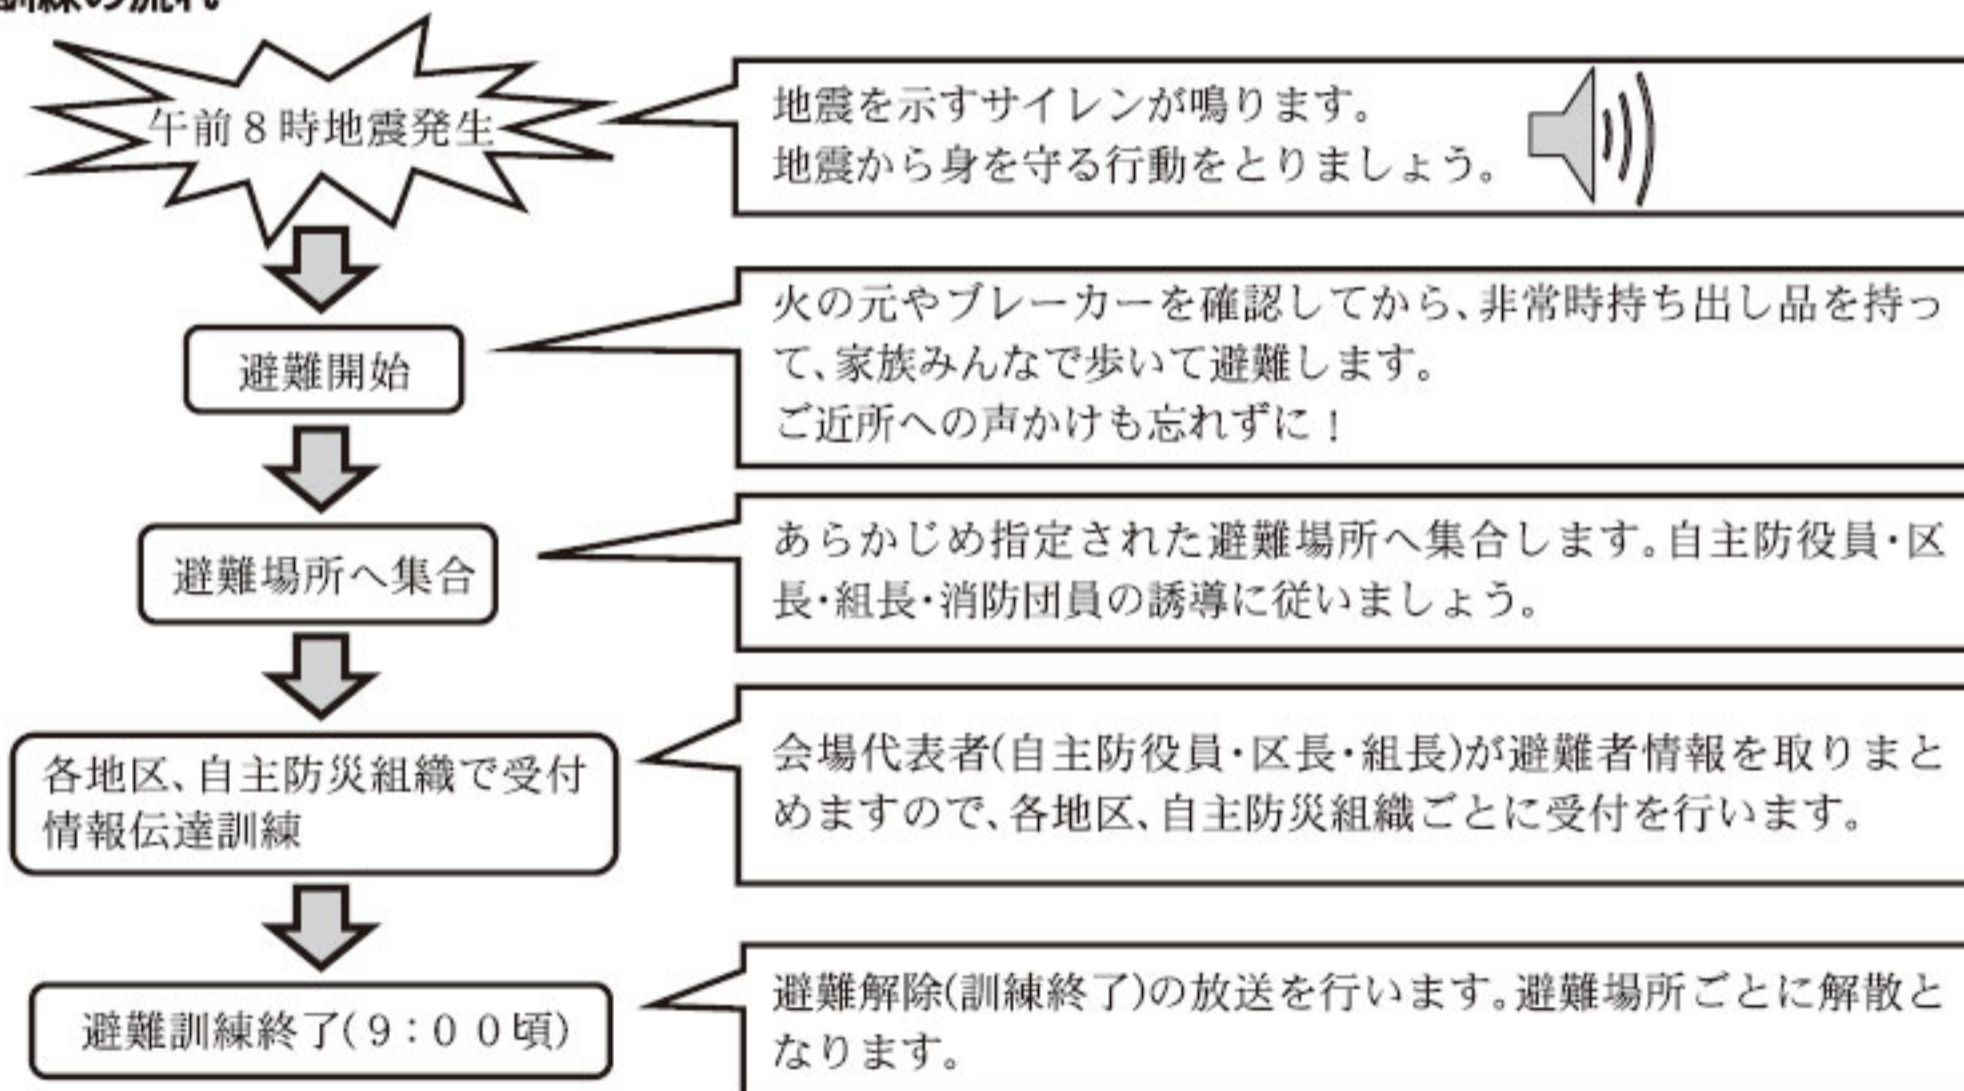 訓練の流れ
午前８時地震発生
地震を示すサイレンが鳴ります。
地震から身を守る行動をとりましょう。
避難開始
火の元やブレーカーを確認してから、非常時持ち出し品を持っ
て、家族みんなで歩いて避難します。
ご近所への声かけも忘れずに！
避難場所へ集合
あらかじめ指定された避難場所へ集合します。自主防役員・区
長・組長・消防団員の誘導に従いましょう。
各地区、自主防災組織で受付
情報伝達訓練
会場代表者(自主防役員・区長・組長)が避難者情報を取りまと
めますので、各地区、自主防災組織ごとに受付を行います。
避難訓練終了(９：００頃)
避難解除(訓練終了)の放送を行います。避難場所ごとに解散と
なります。